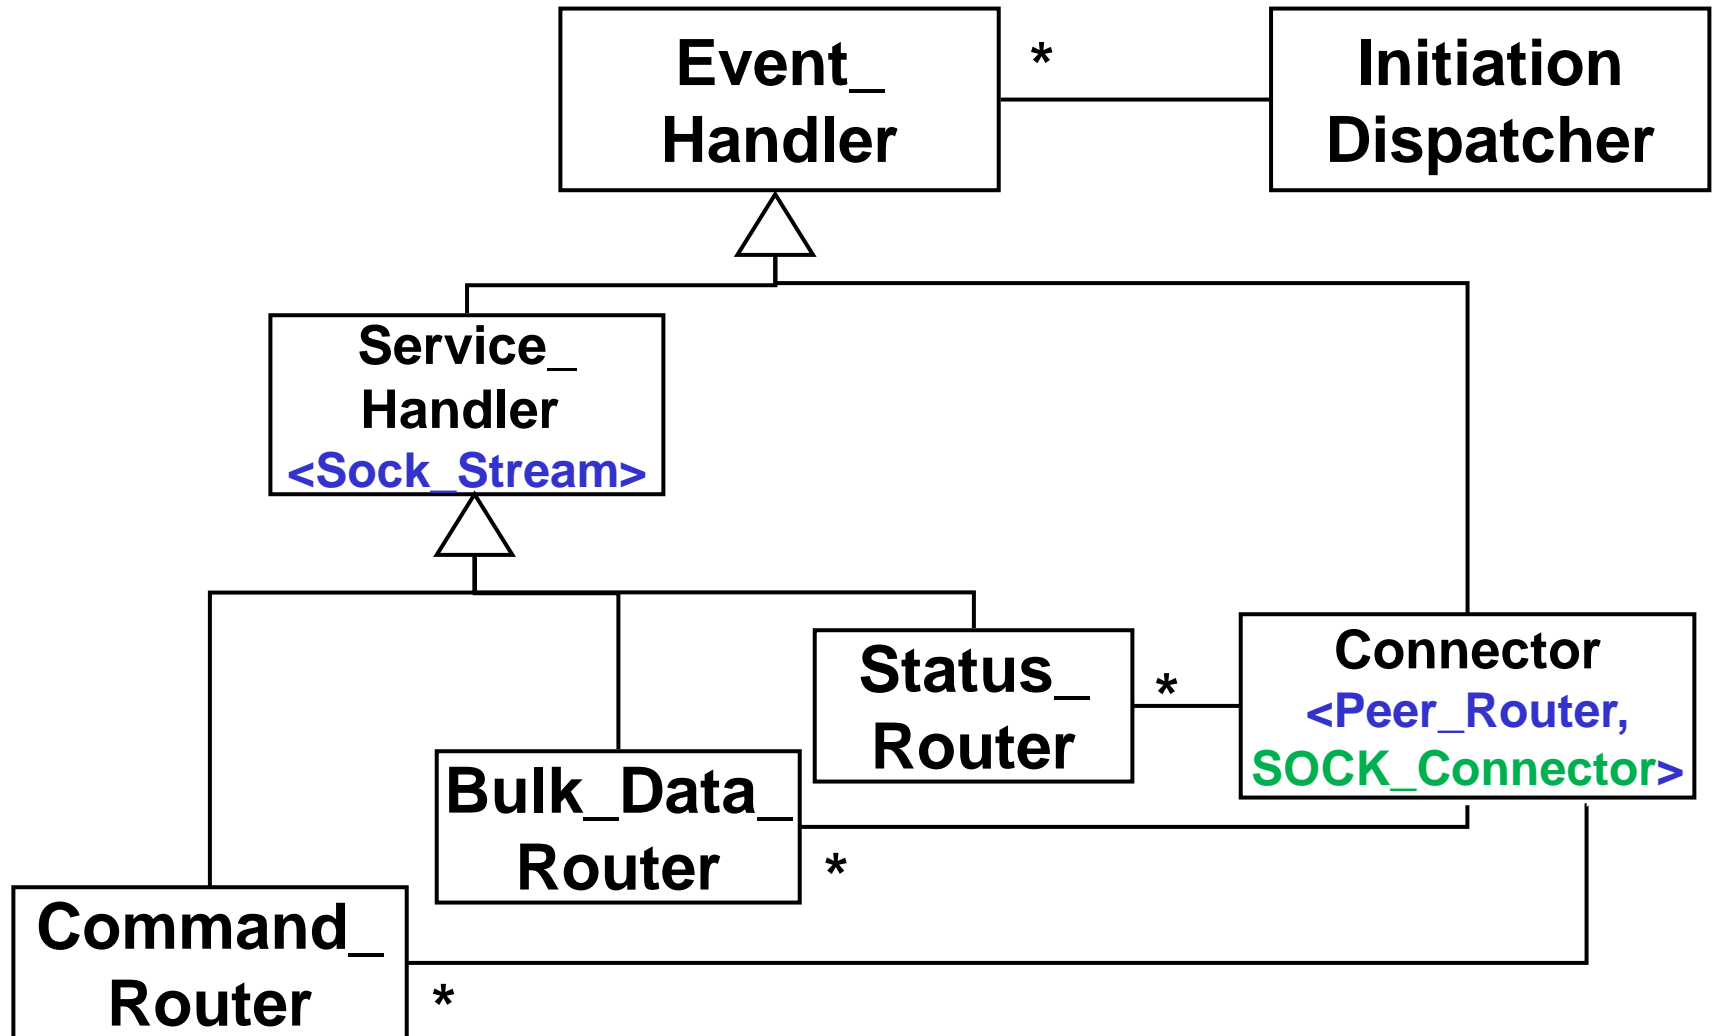 Event_
Handler
*
Initiation
Dispatcher
Service_
Handler
<Sock_Stream>
Status_
Router
*
Connector
<Peer_Router,
SOCK_Connector>
Bulk_Data_
Router
*
Command_
Router
*